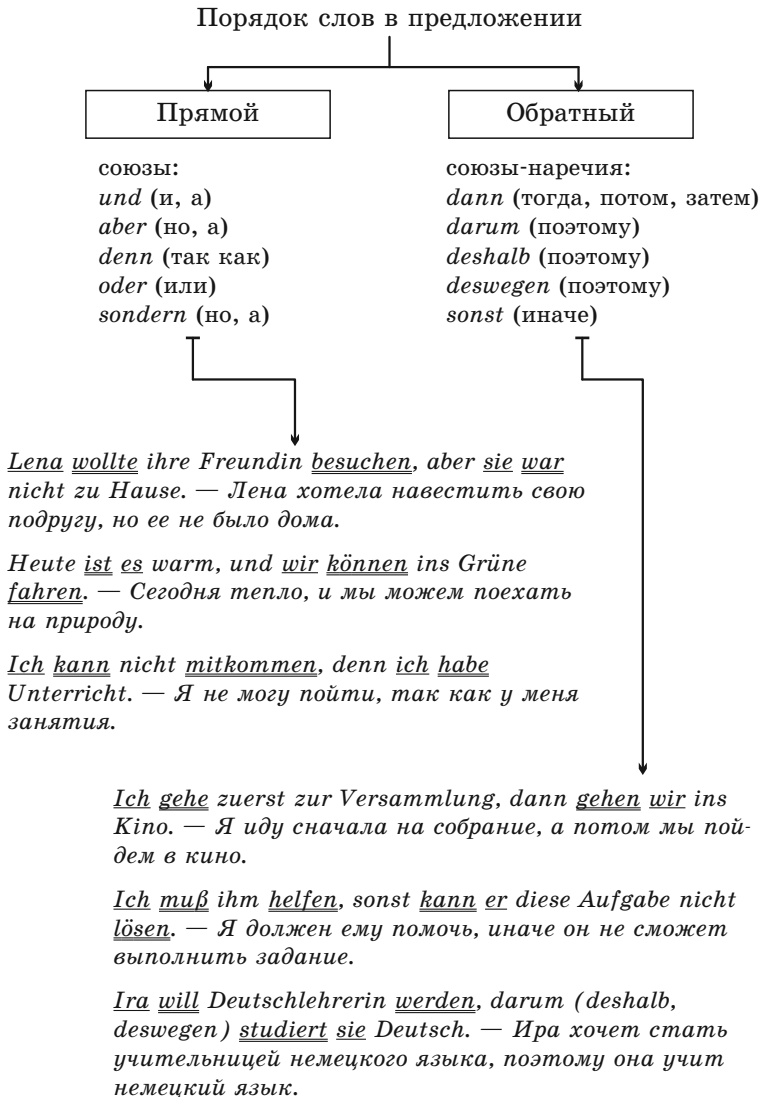 Порядок слов в предложении
Прямой
Обратный
союзы:
und (и, а)
aber (но, а)
denn (так как)
oder (или)
sondern (но, а)
союзы-наречия:
dann (тогда, потом, затем)
darum (поэтому)
deshalb (поэтому)
deswegen (поэтому)
sonst (иначе)
Lena wollte ihre Freundin besuchen, aber sie war
nicht zu Hause. — Лена хотела навестить свою
подругу, но ее не было дома.
Heute ist es warm, und wir können ins Grüne
fahren. — Сегодня тепло, и мы можем поехать
на природу.
Ich kann nicht mitkommen, denn ich habe
Unterricht. — Я не могу пойти, так как у меня
занятия.
Ich gehe zuerst zur Versammlung, dann gehen wir ins
Kino. — Я иду сначала на собрание, а потом мы пой-
дем в кино.
Ich muß ihm helfen, sonst kann er diese Aufgabe nicht
lösen. — Я должен ему помочь, иначе он не сможет
выполнить задание.
Ira will Deutschlehrerin werden, darum (deshalb,
deswegen) studiert sie Deutsch. — Ира хочет стать
учительницей немецкого языка, поэтому она учит
немецкий язык.